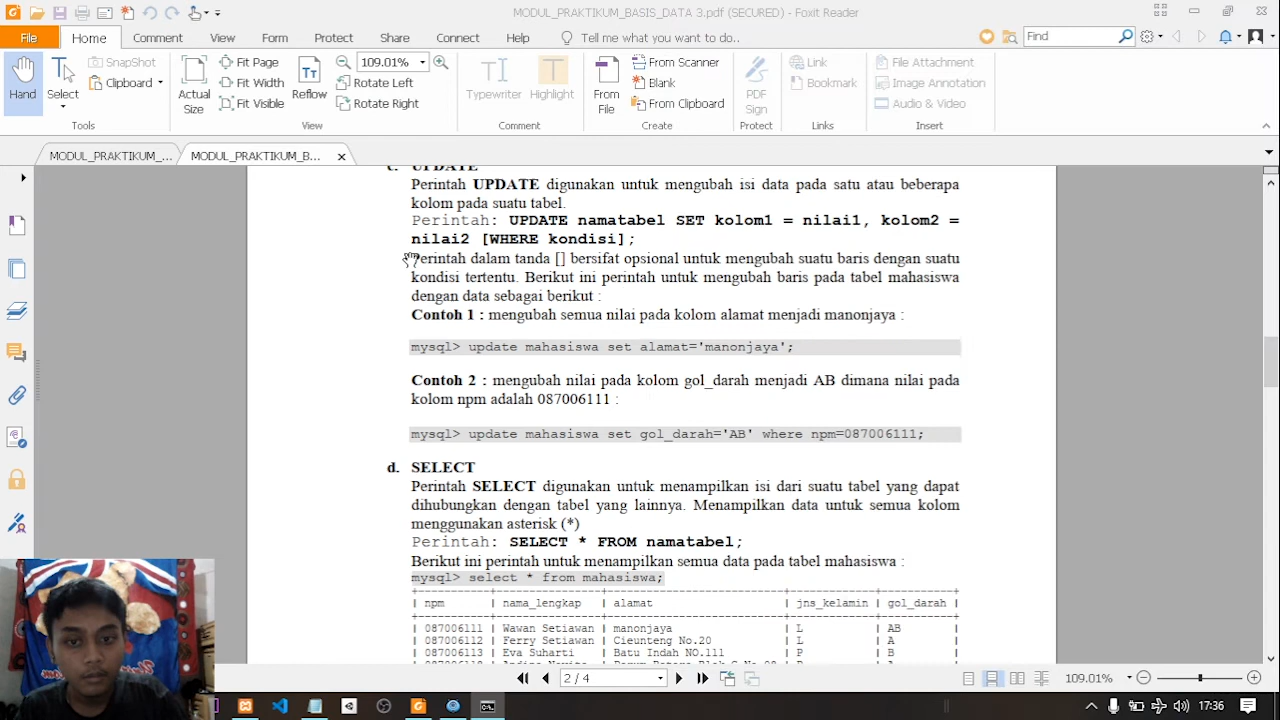 MODUL_PRAKTIKUM_BASIS_DATA 3.pdf (SECURED) - Foxit Reader
File Home Comment View Form Protect Share Connect Help Tell me what you want to do... Find
Hand
Select
SnapShot
Clipboard
Tools
Actual Size
Fit Page
Fit Width
Fit Visible
Reflow
109.01%
Rotate Left
Rotate Right
View
Typewriter
Highlight
Comment
From File
From Scanner
Blank
From Clipboard
Create
PDF Sign
Protect
Link
Bookmark
Links
File Attachment
Image Annotation
Audio & Video
Insert
MODUL_PRAKTIKUM_... MODUL_PRAKTIKUM_B...
c. UPDATE
Perintah UPDATE digunakan untuk mengubah isi data pada satu atau beberapa
kolom pada suatu tabel.
Perintah: UPDATE namatabel SET kolom1 = nilai1, kolom2 =
nilai2 [WHERE kondisi];
Perintah dalam tanda [] bersifat opsional untuk mengubah suatu baris dengan suatu
kondisi tertentu. Berikut ini perintah untuk mengubah baris pada tabel mahasiswa
dengan data sebagai berikut :
Contoh 1 : mengubah semua nilai pada kolom alamat menjadi manonjaya :
mysql> update mahasiswa set alamat='manonjaya';
Contoh 2 : mengubah nilai pada kolom gol_darah menjadi AB dimana nilai pada
kolom npm adalah 087006111 :
mysql> update mahasiswa set gol_darah='AB' where npm=087006111;
d. SELECT
Perintah SELECT digunakan untuk menampilkan isi dari suatu tabel yang dapat
dihubungkan dengan tabel yang lainnya. Menampilkan data untuk semua kolom
menggunakan asterisk (*)
Perintah: SELECT * FROM namatabel;
Berikut ini perintah untuk menampilkan semua data pada tabel mahasiswa :
mysql> select * from mahasiswa;
| npm | nama_lengkap | alamat | jns_kelamin | gol_darah |
| 087006111 | Wawan Setiawan | manonjaya | L | AB |
| 087006112 | Ferry Setiawan | Cieunteng No.20 | L | A |
| 087006113 | Eva Suharti | Batu Indah NO.111 | P | B |
2 / 4
109.01%
17:36